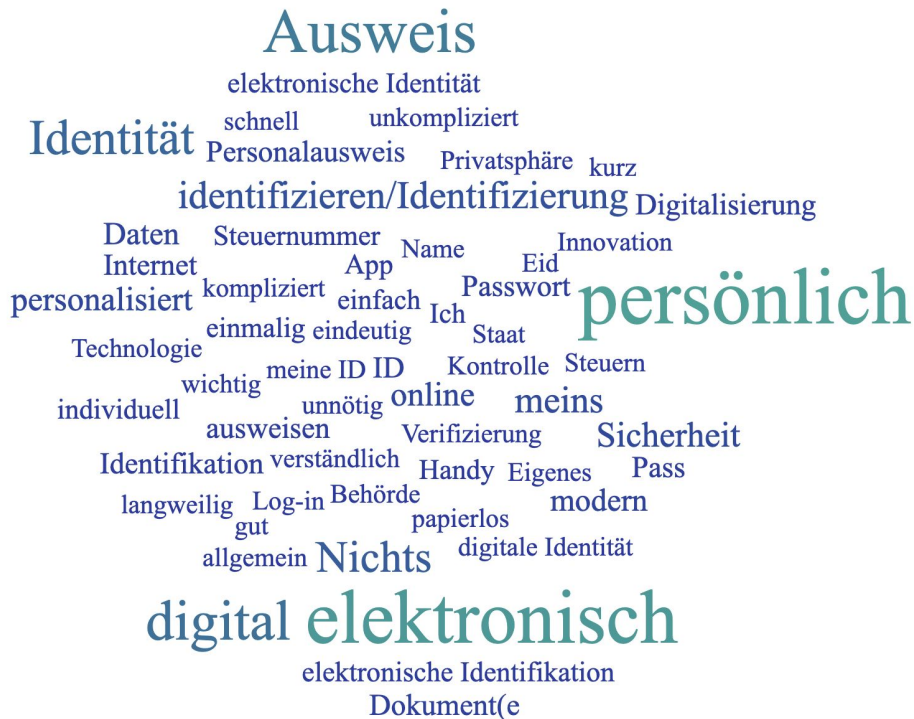 Ausweis
elektronische Identität
schnell unkompliziert
Identität Personalausweis Privatsphäre kurz
identifizieren/Identifizierung Digitalisierung
Daten Steuernummer Name Innovation
Internet App Eid
personalisiert kompliziert einfach Passwort persönlich
einmalig eindeutig Ich Staat
Technologie meine ID ID Kontrolle Steuern
wichtig
individuell unnötig online meins
ausweisen Verifizierung Sicherheit
Identifikation verständlich Handy Eigenes Pass
langweilig Log-in Behörde modern
gut papierlos
allgemein Nichts digitale Identität
digital elektronisch
elektronische Identifikation
Dokument(e